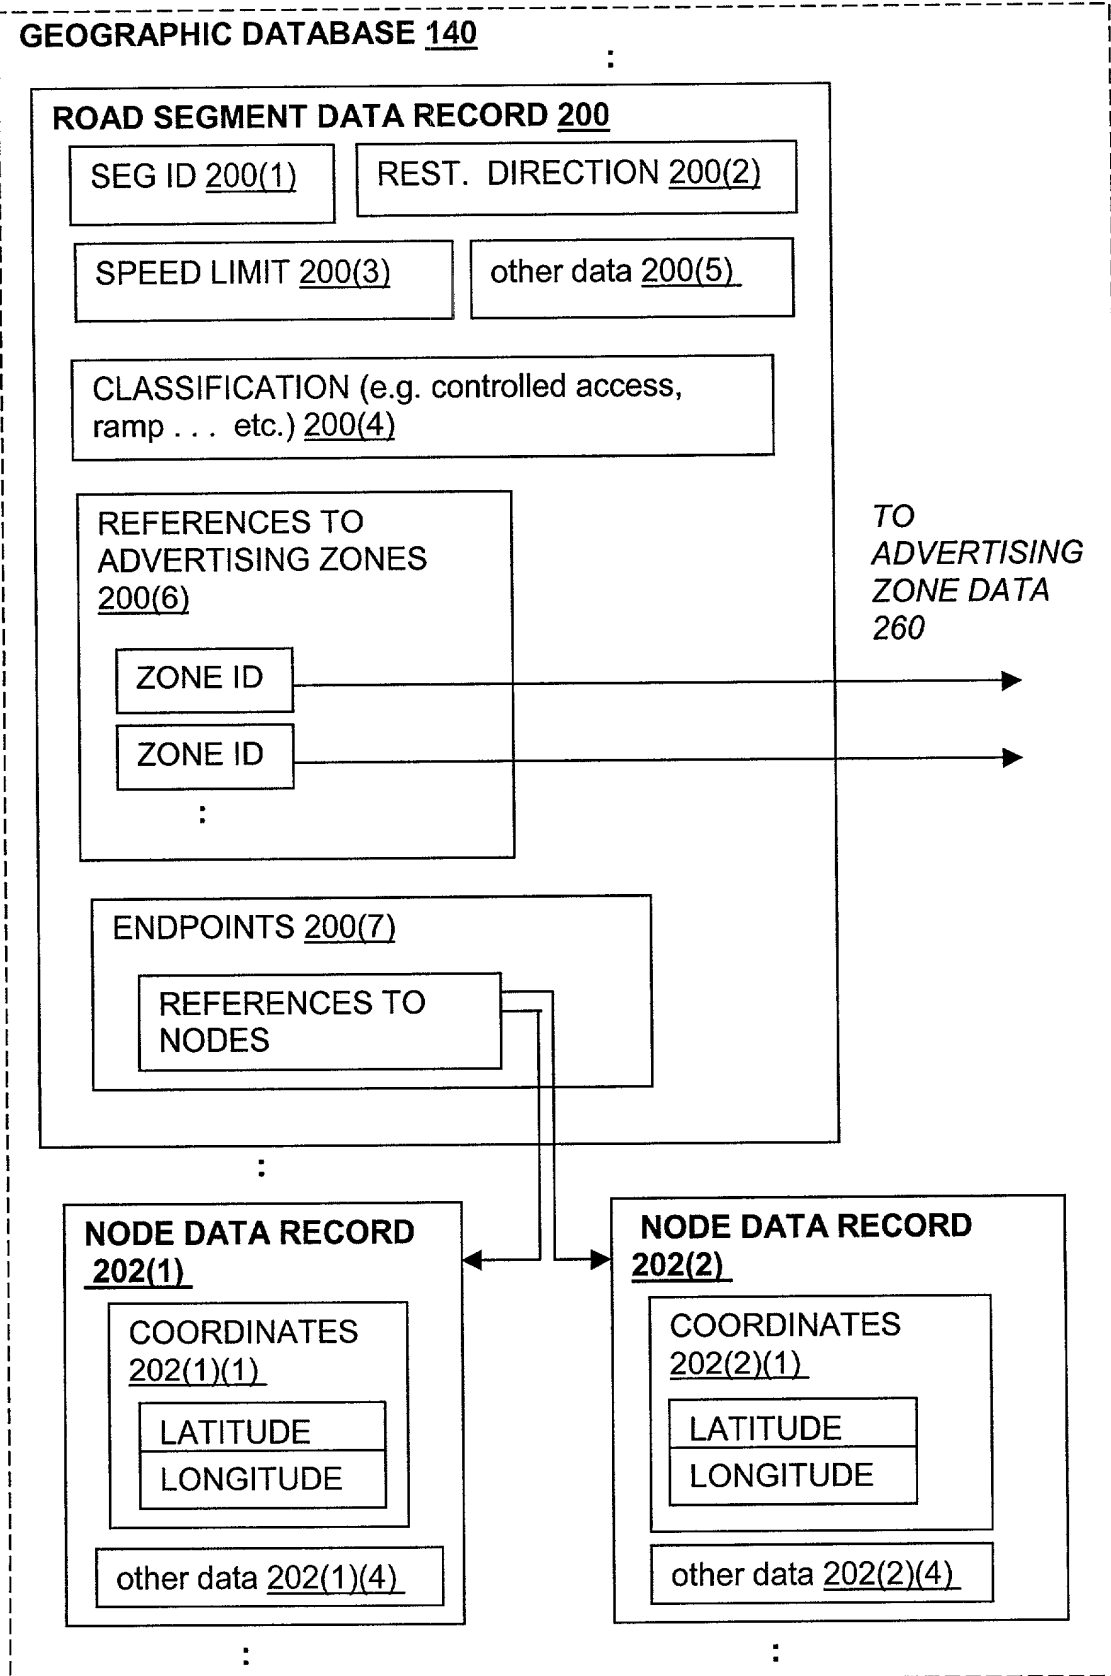 GEOGRAPHIC DATABASE 140
:
ROAD SEGMENT DATA RECORD 200
SEG ID 200(1)
REST. DIRECTION 200(2)
SPEED LIMIT 200(3)
other data 200(5)
CLASSIFICATION (e.g. controlled access,
ramp . . . etc.) 200(4)
REFERENCES TO
ADVERTISING ZONES
200(6)
ZONE ID
ZONE ID
:
TO
ADVERTISING
ZONE DATA
260
ENDPOINTS 200(7)
REFERENCES TO
NODES
:
NODE DATA RECORD
202(1)
COORDINATES
202(1)(1)
LATITUDE
LONGITUDE
other data 202(1)(4)
:
NODE DATA RECORD
202(2)
COORDINATES
202(2)(1)
LATITUDE
LONGITUDE
other data 202(2)(4)
: